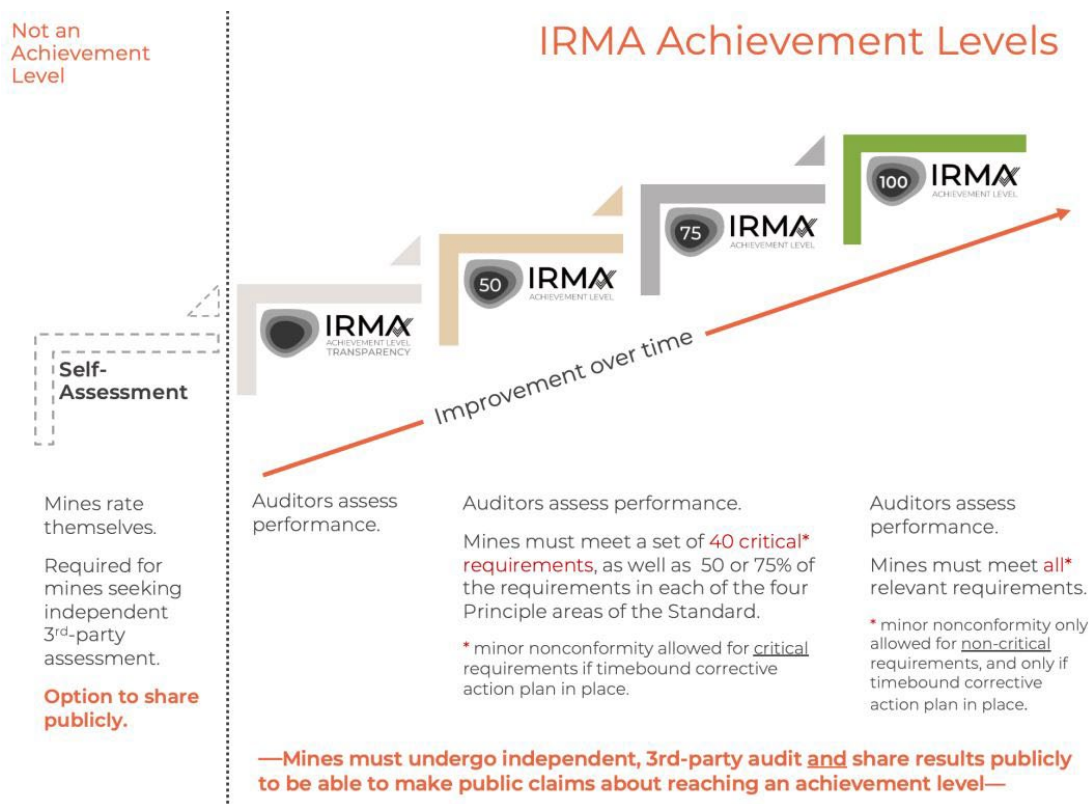 Not an
Achievement
Level
IRMA Achievement Levels
Self-
Assessment
IRMA
ACHIEVEMENT LEVEL
TRANSPARENCY
50
IRMA
ACHIEVEMENT LEVEL
75
IRMA
ACHIEVEMENT LEVEL
100
IRMA
ACHIEVEMENT LEVEL
Improvement over time
Mines rate
themselves.
Required for
mines seeking
independent
3rd-party
assessment.
Option to share
publicly.
Auditors assess
performance.
Auditors assess performance.
Mines must meet a set of 40 critical*
requirements, as well as 50 or 75% of
the requirements in each of the four
Principle areas of the Standard.
* minor nonconformity allowed for critical
requirements if timebound corrective
action plan in place.
Auditors assess
performance.
Mines must meet all*
relevant requirements.
* minor nonconformity only
allowed for non-critical
requirements, and only if
timebound corrective
action plan in place.
—Mines must undergo independent, 3rd-party audit and share results publicly
to be able to make public claims about reaching an achievement level—